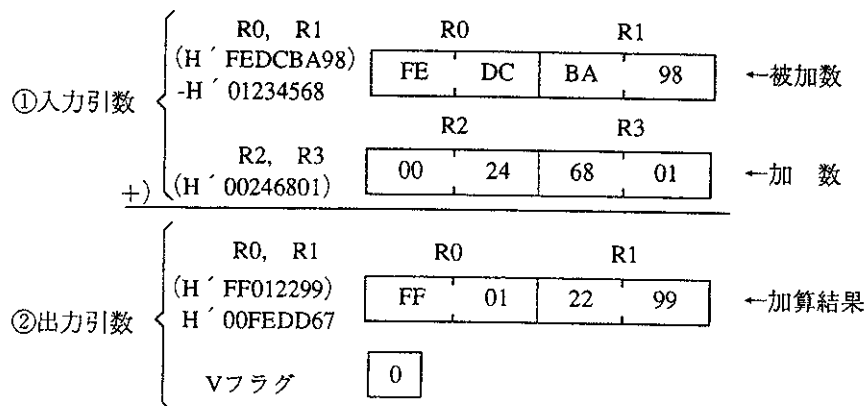 R0, R1 R0 R1
(H´ FEDCBA98) FE DC BA 98 ←被加数
①入力引数 -H´ 01234568
R2 R3
R2, R3
+) (H´ 00246801) 00 24 68 01 ←加 数
R0, R1 R0 R1
(H´ FF012299) FF 01 22 99 ←加算結果
②出力引数 H´ 00FEDD67
Vフラグ 0